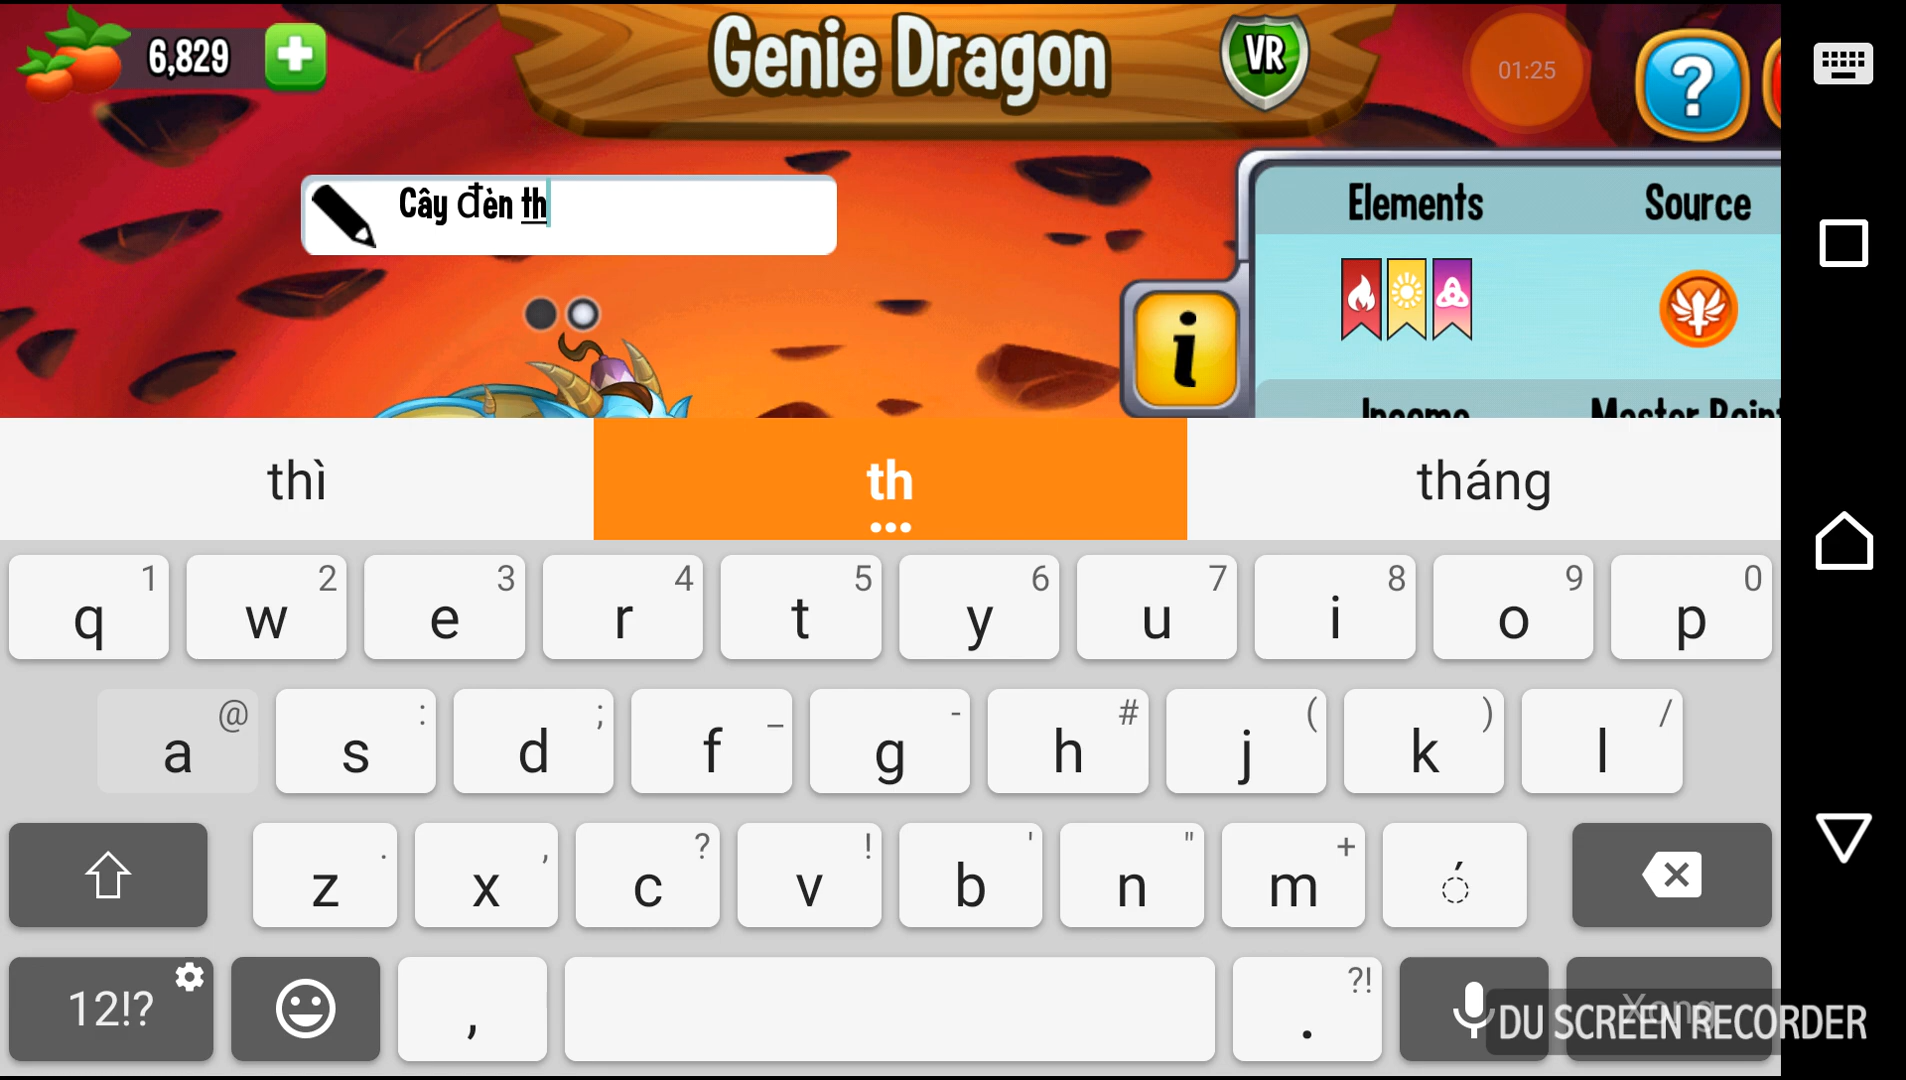 6,829
Genie Dragon
VR
01:25
?
Cây đèn th
Elements
Source
i
thì
th
tháng
q 1 w 2 e 3 r 4 t 5 y 6 u 7 i 8 o 9 p 0
a @ s : d ; f _ g - h # j ( k ) l /
z . x , c ? v ! b ' n " m +
12!? , . ?! Xong
DU SCREEN RECORDER